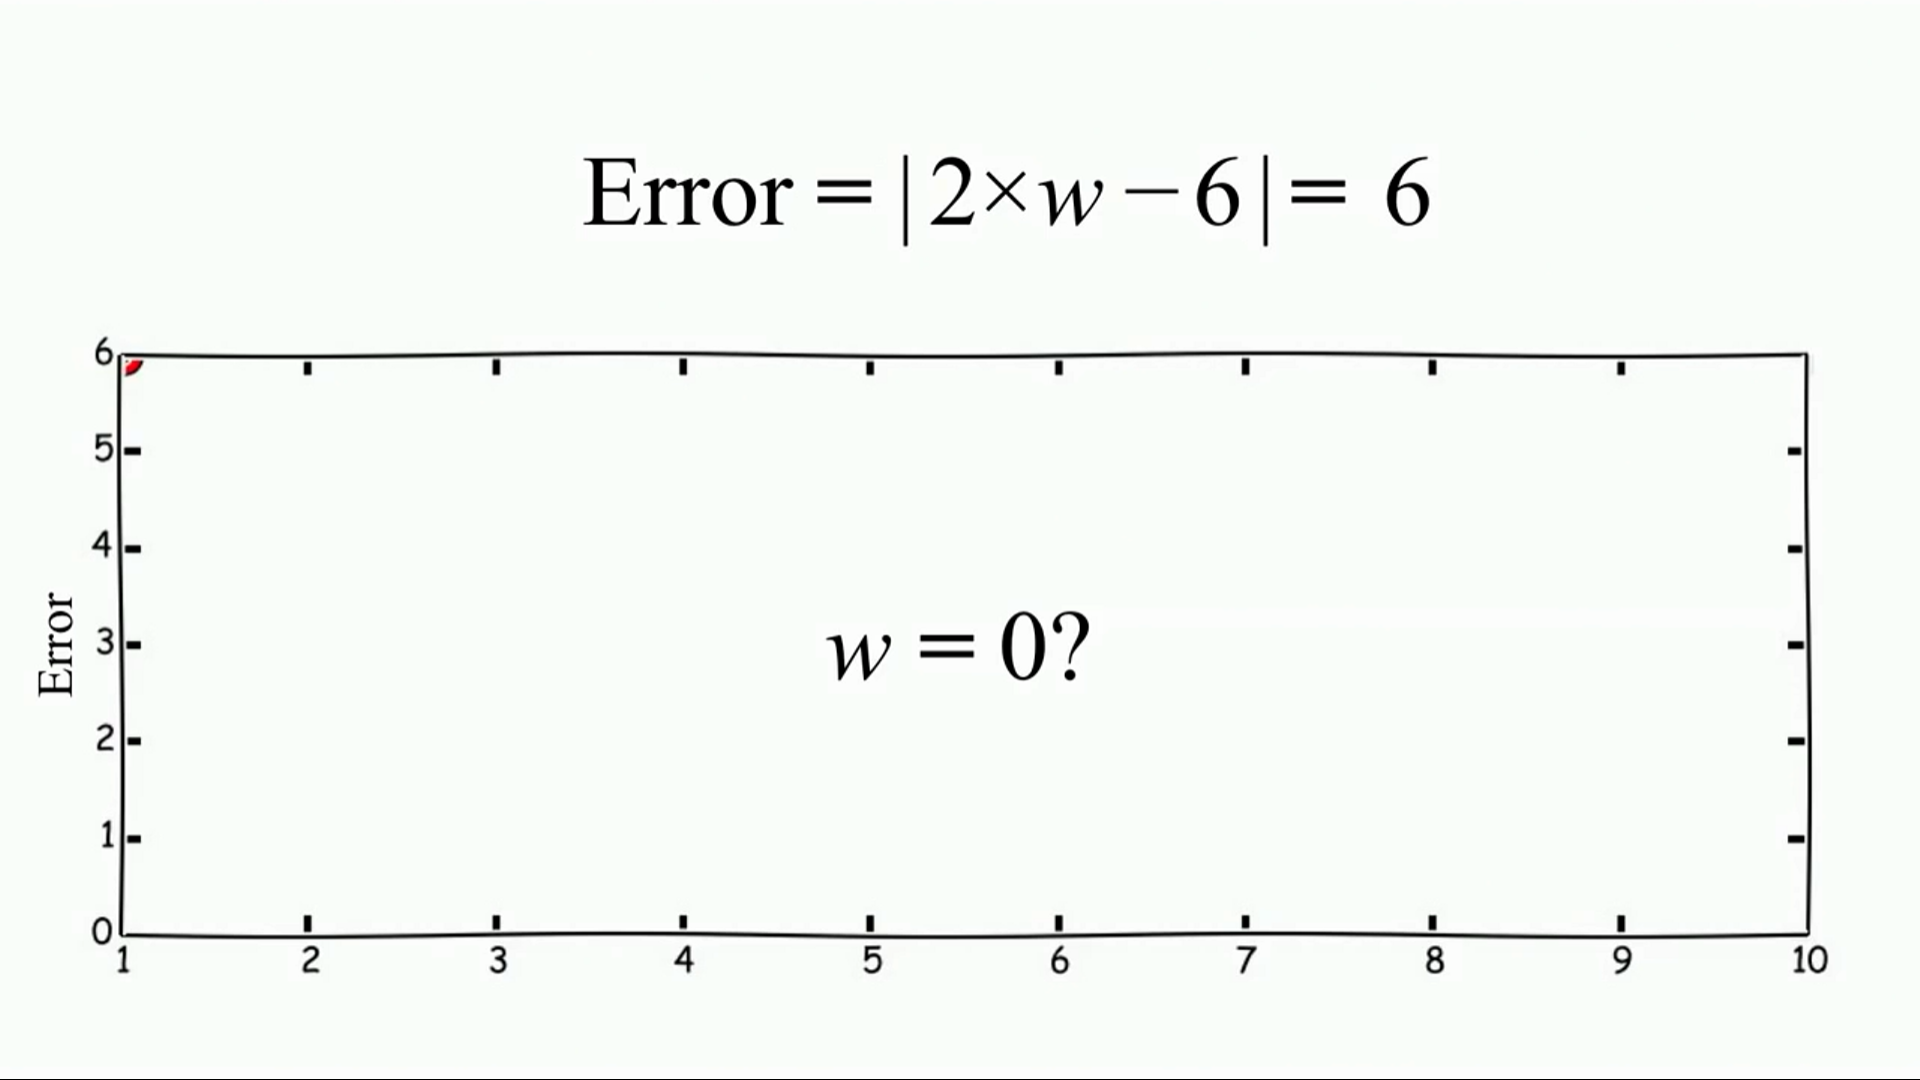 Error = | 2 × w − 6 | = 6
6
5
4
3
2
1
0
Error
w = 0?
1 2 3 4 5 6 7 8 9 10